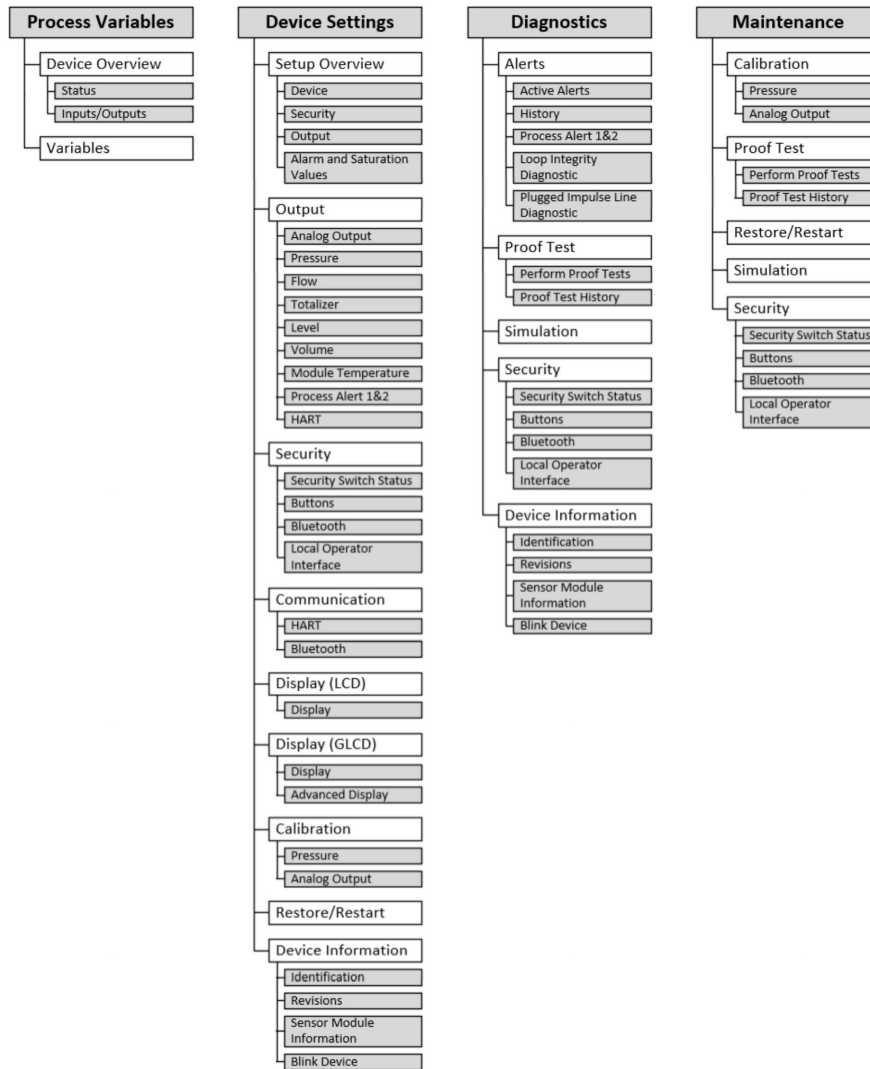 Process Variables
Device Overview
Status
Inputs/Outputs
Variables
Device Settings
Setup Overview
Device
Security
Output
Alarm and Saturation
Values
Output
Analog Output
Pressure
Flow
Totalizer
Level
Volume
Module Temperature
Process Alert 1&2
HART
Security
Security Switch Status
Buttons
Bluetooth
Local Operator
Interface
Communication
HART
Bluetooth
Display (LCD)
Display
Display (GLCD)
Display
Advanced Display
Calibration
Pressure
Analog Output
Restore/Restart
Device Information
Identification
Revisions
Sensor Module
Information
Blink Device
Diagnostics
Alerts
Active Alerts
History
Process Alert 1&2
Loop Integrity
Diagnostic
Plugged Impulse Line
Diagnostic
Proof Test
Perform Proof Tests
Proof Test History
Simulation
Security
Security Switch Status
Buttons
Bluetooth
Local Operator
Interface
Device Information
Identification
Revisions
Sensor Module
Information
Blink Device
Maintenance
Calibration
Pressure
Analog Output
Proof Test
Perform Proof Tests
Proof Test History
Restore/Restart
Simulation
Security
Security Switch Status
Buttons
Bluetooth
Local Operator
Interface